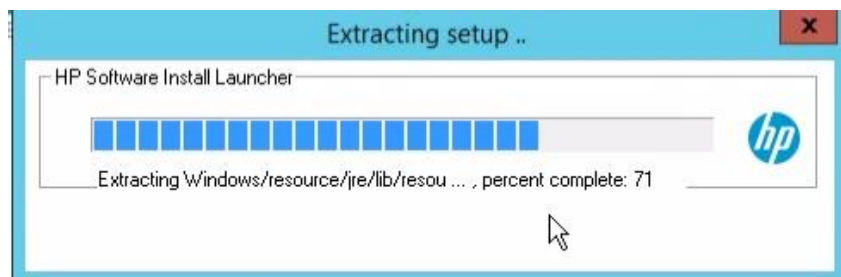 Extracting setup ..
X
HP Software Install Launcher
hp
Extracting Windows/resource/jre/lib/resou ... , percent complete: 71